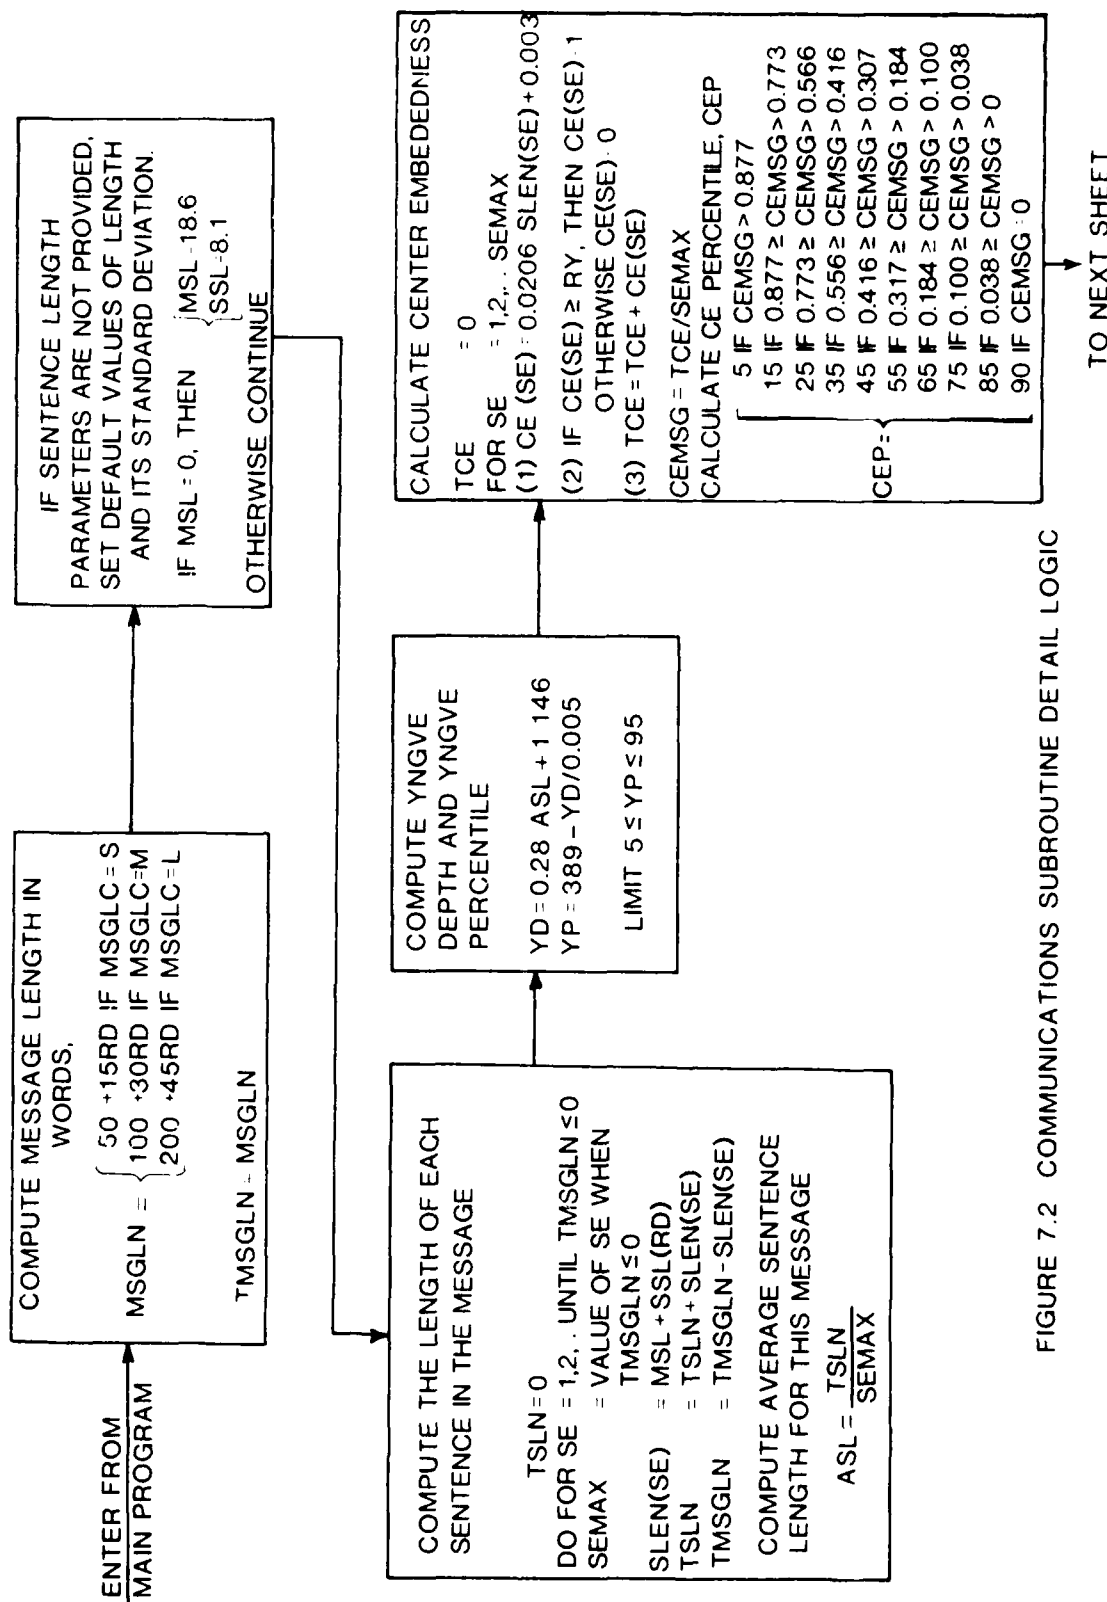 ENTER FROM
MAIN PROGRAM
COMPUTE MESSAGE LENGTH IN
WORDS,
MSGLN = { 50 +15RD IF MSGLC=S
100 +30RD IF MSGLC=M
200 +45RD IF MSGLC=L
TMSGLN = MSGLN
IF SENTENCE LENGTH
PARAMETERS ARE NOT PROVIDED,
SET DEFAULT VALUES OF LENGTH
AND ITS STANDARD DEVIATION.
IF MSL = 0, THEN { MSL=18.6
SSL=8.1
OTHERWISE CONTINUE
COMPUTE THE LENGTH OF EACH
SENTENCE IN THE MESSAGE
TSLN=0
DO FOR SE = 1,2,.. UNTIL TMSGLN ≤0
SEMAX = VALUE OF SE WHEN
TMSGLN ≤0
SLEN(SE) = MSL+SSL(RD)
TSLN = TSLN+SLEN(SE)
TMSGLN = TMSGLN-SLEN(SE)
COMPUTE AVERAGE SENTENCE
LENGTH FOR THIS MESSAGE
ASL = TSLN
SEMAX
COMPUTE YNGVE
DEPTH AND YNGVE
PERCENTILE
YD=0.28 ASL+1 146
YP=389-YD/0.005
LIMIT 5≤YP≤95
CALCULATE CENTER EMBEDEDNESS
TCE = 0
FOR SE = 1,2,.. SEMAX
(1) CE (SE)=0.0206 SLEN(SE)+0.003
(2) IF CE(SE) ≥ RY, THEN CE(SE)=1
OTHERWISE CE(SE)=0
(3) TCE=TCE+CE(SE)
CEMSG = TCE/SEMAX
CALCULATE CE PERCENTILE, CEP
CEP= { 5 IF CEMSG>0.877
15 IF 0.877 ≥ CEMSG>0.773
25 IF 0.773 ≥ CEMSG>0.566
35 IF 0.556 ≥ CEMSG>0.416
45 IF 0.416 ≥ CEMSG>0.307
55 IF 0.317 ≥ CEMSG > 0.184
65 IF 0.184 ≥ CEMSG > 0.100
75 IF 0.100 ≥ CEMSG > 0.038
85 IF 0.038 ≥ CEMSG > 0
90 IF CEMSG=0
TO NEXT SHEET
FIGURE 7.2 COMMUNICATIONS SUBROUTINE DETAIL LOGIC